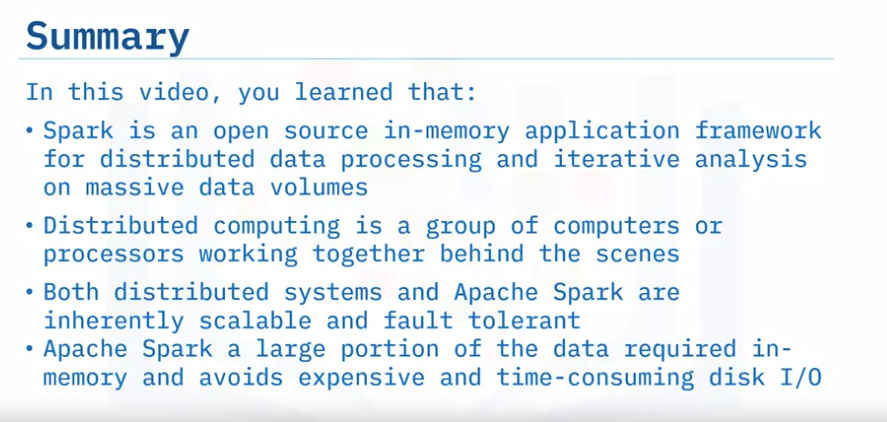 Summary
In this video, you learned that:
• Spark is an open source in-memory application framework
for distributed data processing and iterative analysis
on massive data volumes
• Distributed computing is a group of computers or
processors working together behind the scenes
• Both distributed systems and Apache Spark are
inherently scalable and fault tolerant
• Apache Spark a large portion of the data required in-
memory and avoids expensive and time-consuming disk I/O